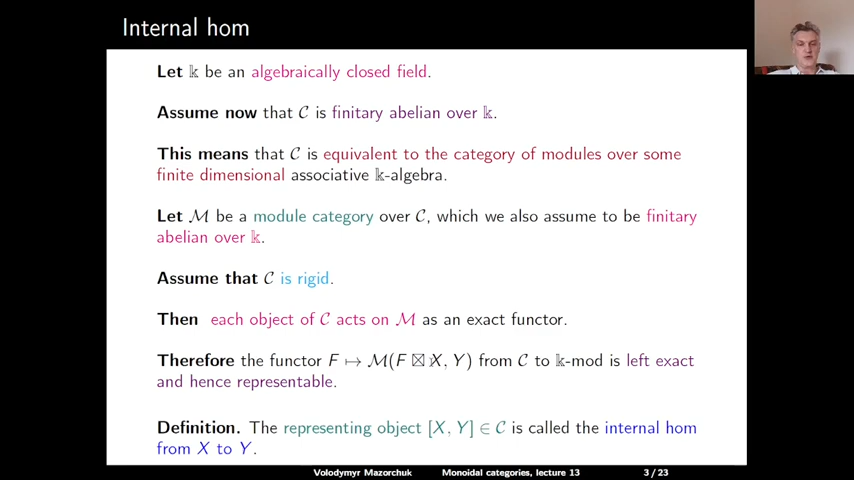 Internal hom
Let 𝕜 be an algebraically closed field.
Assume now that 𝒞 is finitary abelian over 𝕜.
This means that 𝒞 is equivalent to the category of modules over some
finite dimensional associative 𝕜-algebra.
Let ℳ be a module category over 𝒞, which we also assume to be finitary
abelian over 𝕜.
Assume that 𝒞 is rigid.
Then each object of 𝒞 acts on ℳ as an exact functor.
Therefore the functor F ↦ ℳ(F ⊠ X, Y) from 𝒞 to 𝕜-mod is left exact
and hence representable.
Definition. The representing object [X, Y] ∈ 𝒞 is called the internal hom
from X to Y.
Volodymyr Mazorchuk Monoidal categories, lecture 13 3 / 23